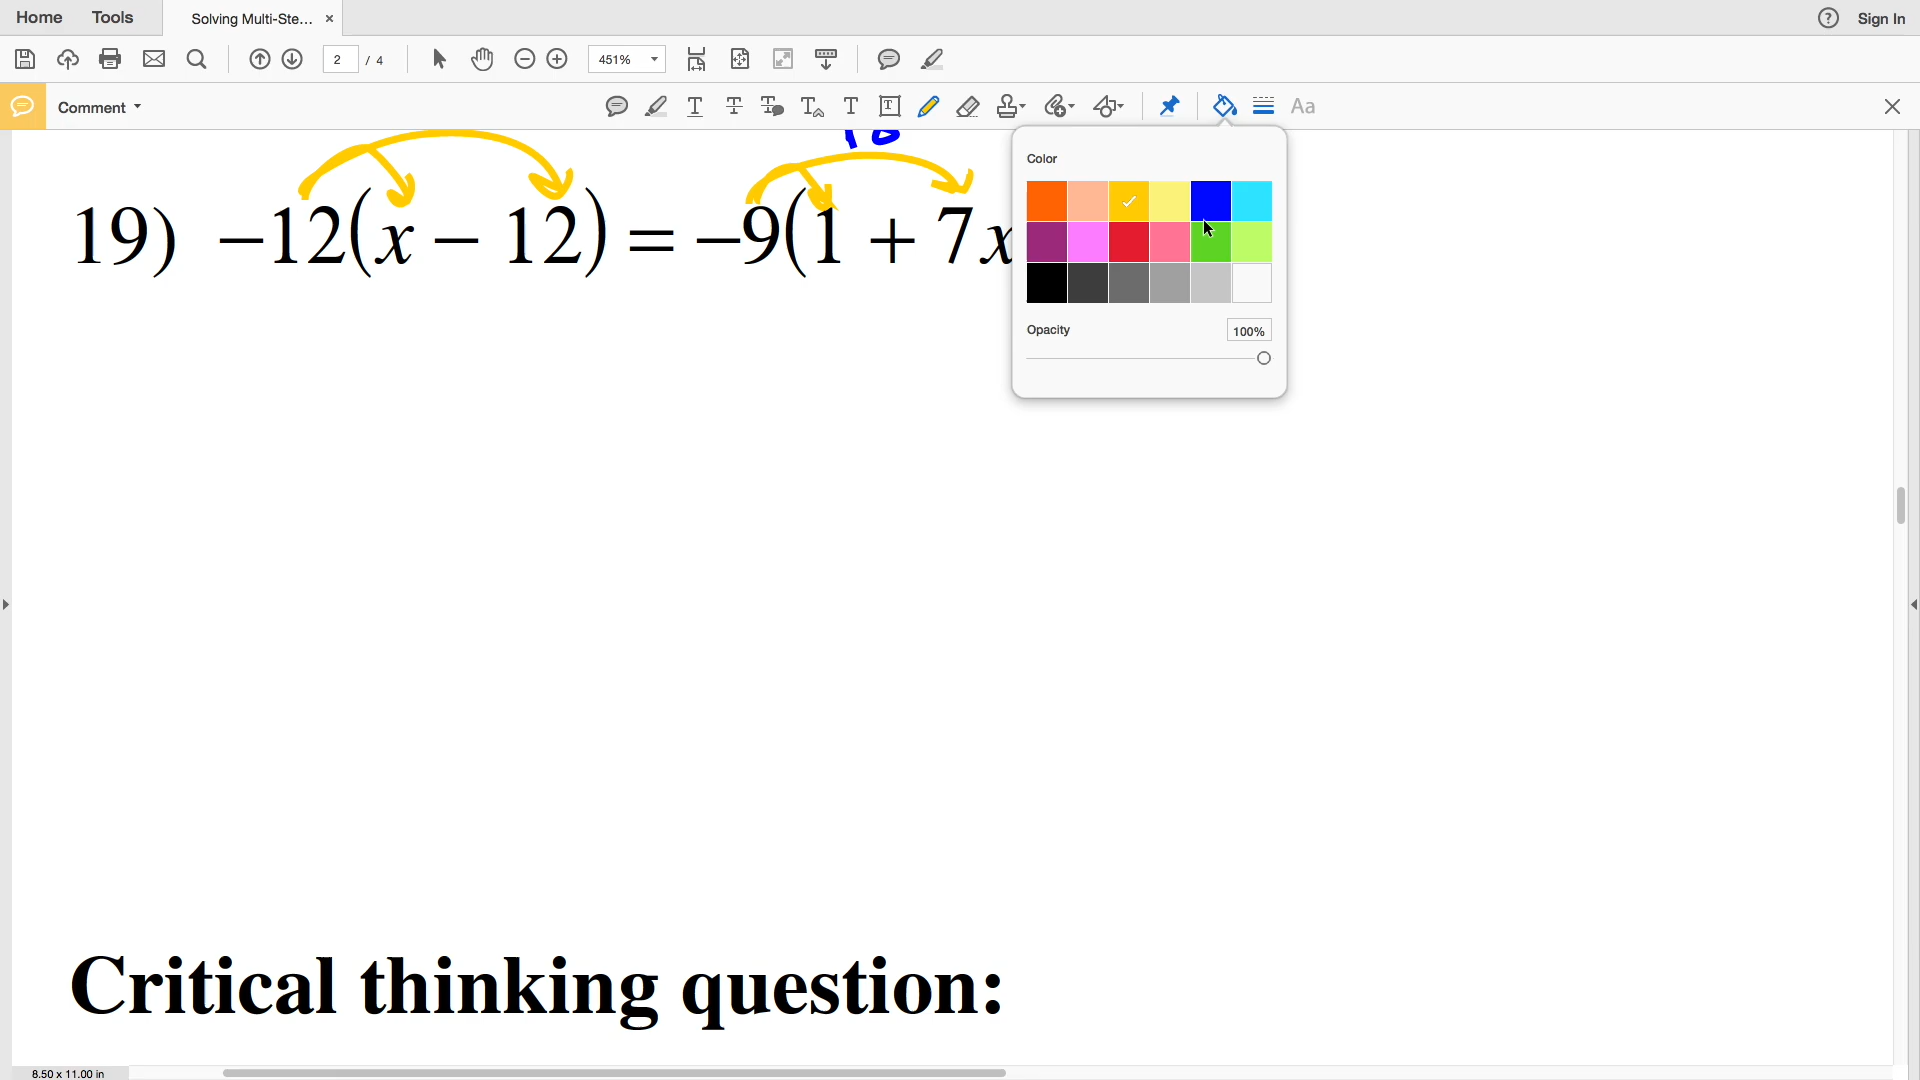 Home Tools Solving Multi-Ste... × ? Sign In
2 / 4 451%
Comment Aa
Color
19) −12(x − 12) = −9(1 + 7x
Opacity 100%
Critical thinking question:
8.50 x 11.00 in